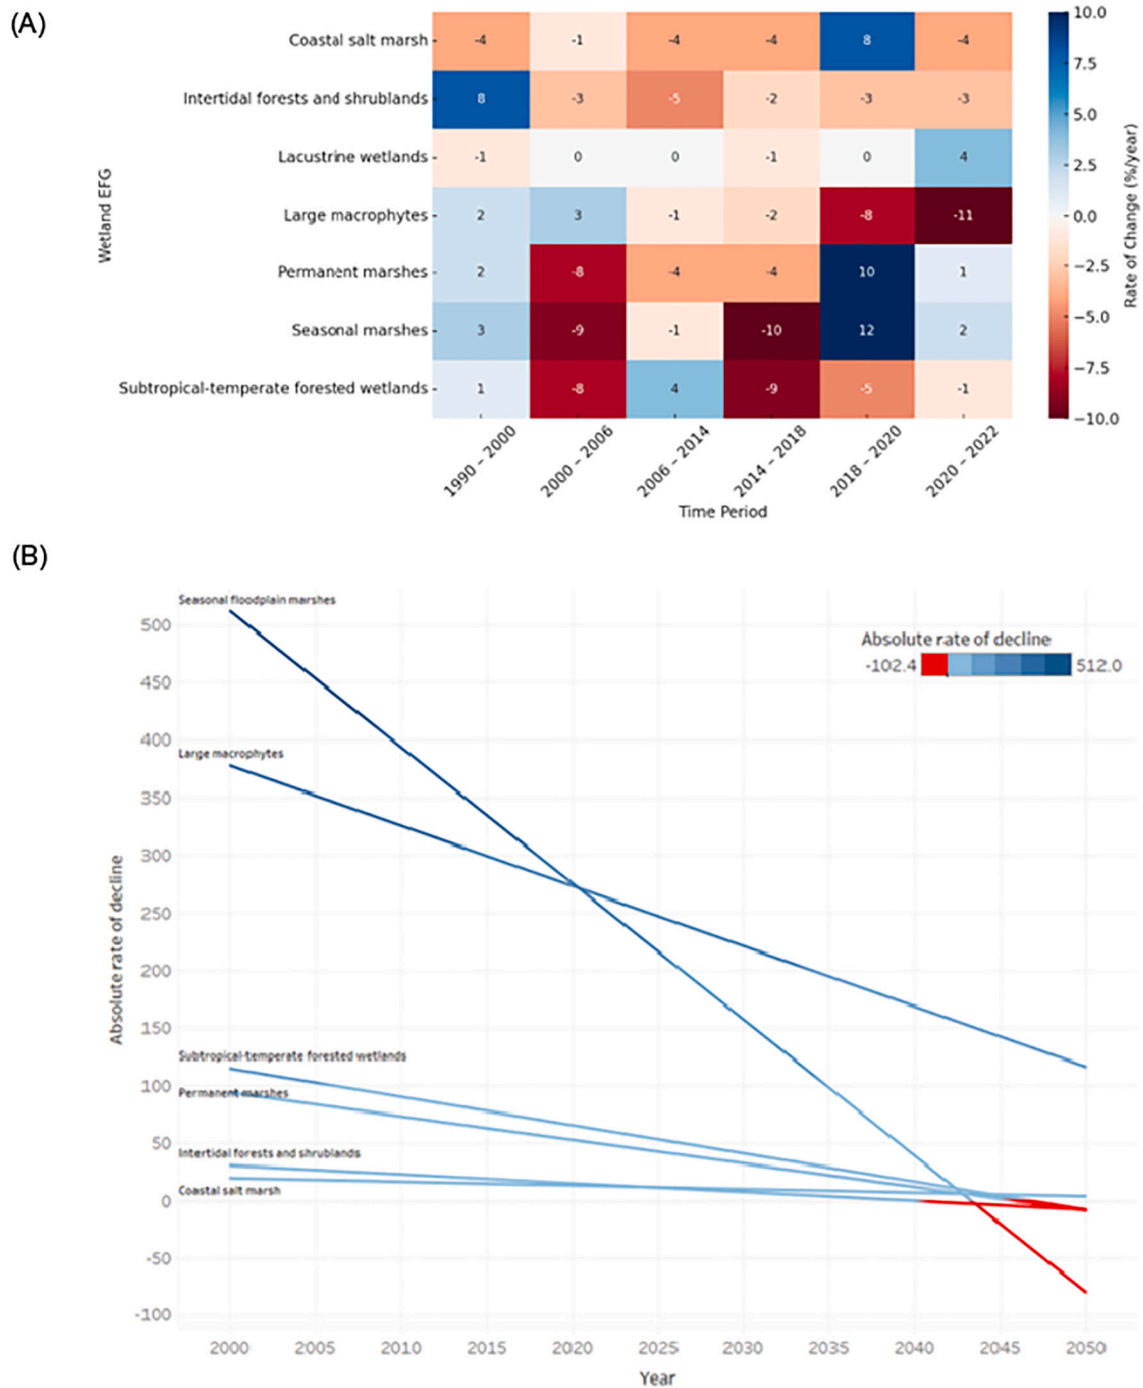 (A)
Wetland EFG
Coastal salt marsh -4 -1 -4 -4 8 -4
Intertidal forests and shrublands 8 -3 -5 -2 -3 -3
Lacustrine wetlands -1 0 0 -1 0 4
Large macrophytes 2 3 -1 -2 -8 -11
Permanent marshes 2 -8 -4 -4 10 1
Seasonal marshes 3 -9 -1 -10 12 2
Subtropical-temperate forested wetlands 1 -8 4 -9 -5 -1
1990 – 2000 2000 – 2006 2006 – 2014 2014 – 2018 2018 – 2020 2020 – 2022
Time Period
10.0
7.5
5.0
2.5
0.0
−2.5
−5.0
−7.5
−10.0
Rate of Change (%/year)
(B)
Absolute rate of decline
-102.4 512.0
Seasonal floodplain marshes
Large macrophytes
Subtropical-temperate forested wetlands
Permanent marshes
Intertidal forests and shrublands
Coastal salt marsh
500
450
400
350
300
250
200
150
100
50
0
-50
-100
Absolute rate of decline
2000 2005 2010 2015 2020 2025 2030 2035 2040 2045 2050
Year